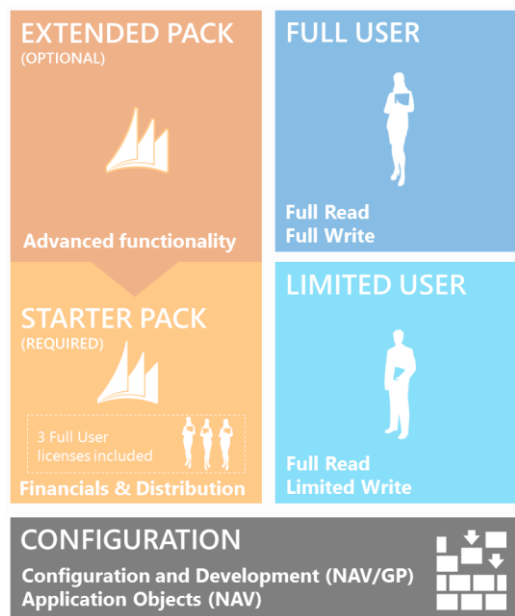 EXTENDED PACK
(OPTIONAL)
Advanced functionality
STARTER PACK
(REQUIRED)
3 Full User
licenses included
Financials & Distribution
FULL USER
Full Read
Full Write
LIMITED USER
Full Read
Limited Write
CONFIGURATION
Configuration and Development (NAV/GP)
Application Objects (NAV)